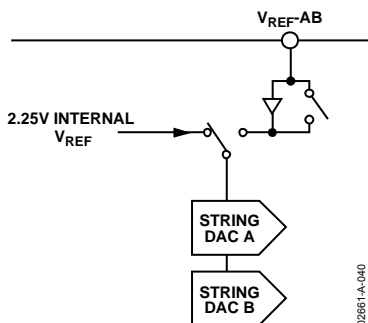 VREF-AB
2.25V INTERNAL
VREF
STRING
DAC A
STRING
DAC B
02661-A-040